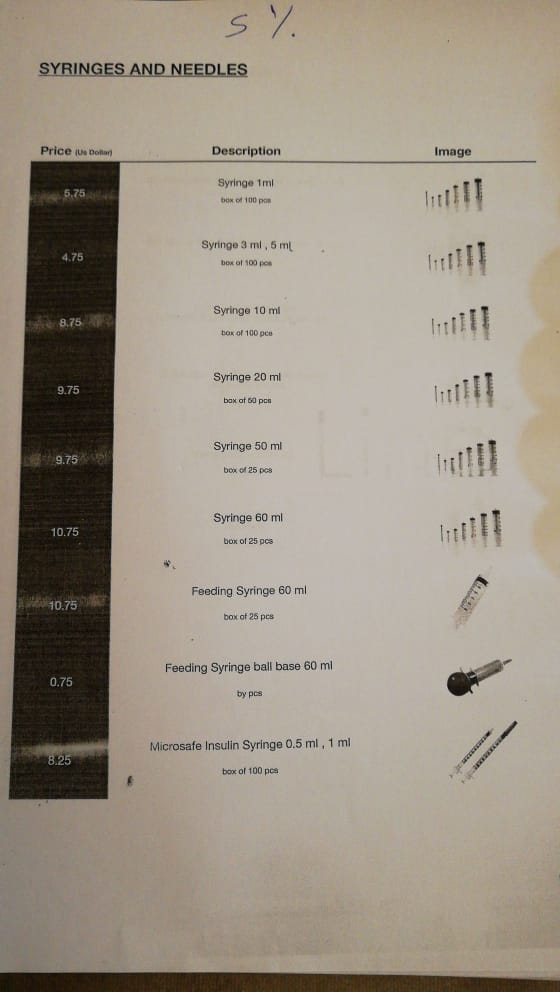 5 %
SYRINGES AND NEEDLES
Price (Us Dollar) Description Image
5.75 Syringe 1ml
box of 100 pcs
4.75 Syringe 3 ml , 5 ml
box of 100 pcs
8.75 Syringe 10 ml
box of 100 pcs
9.75 Syringe 20 ml
box of 50 pcs
9.75 Syringe 50 ml
box of 25 pcs
10.75 Syringe 60 ml
box of 25 pcs
10.75 Feeding Syringe 60 ml
box of 25 pcs
0.75 Feeding Syringe ball base 60 ml
by pcs
8.25 Microsafe Insulin Syringe 0.5 ml , 1 ml
box of 100 pcs